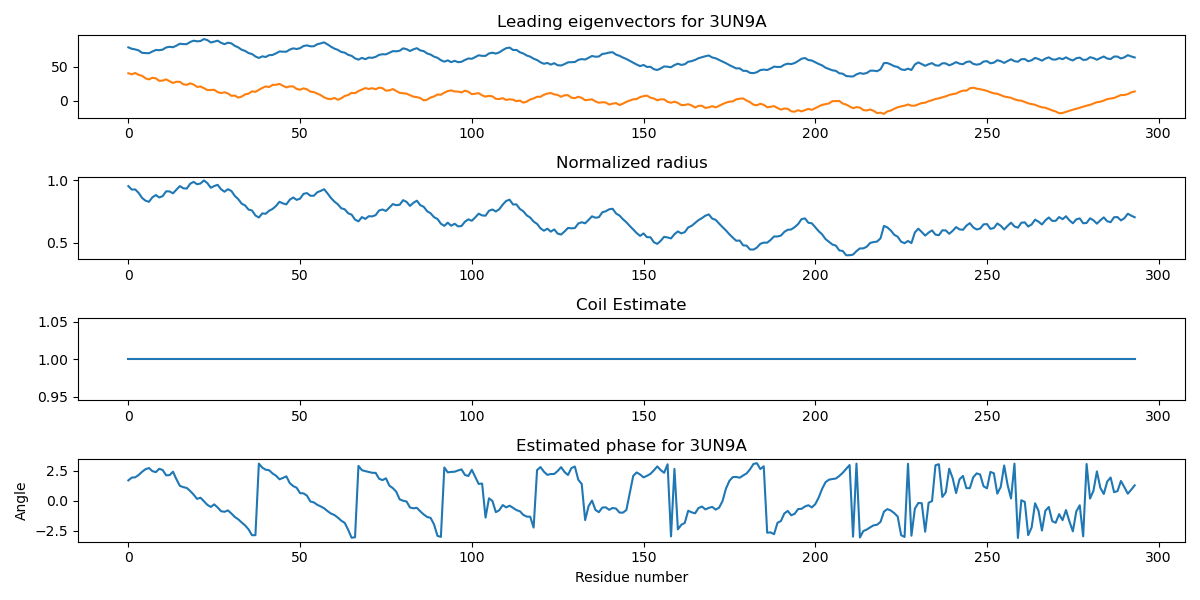 Leading eigenvectors for 3UN9A
50
0
0 50 100 150 200 250 300
Normalized radius
1.0
0.5
0 50 100 150 200 250 300
Coil Estimate
1.05
1.00
0.95
0 50 100 150 200 250 300
Estimated phase for 3UN9A
Angle
2.5
0.0
−2.5
0 50 100 150 200 250 300
Residue number